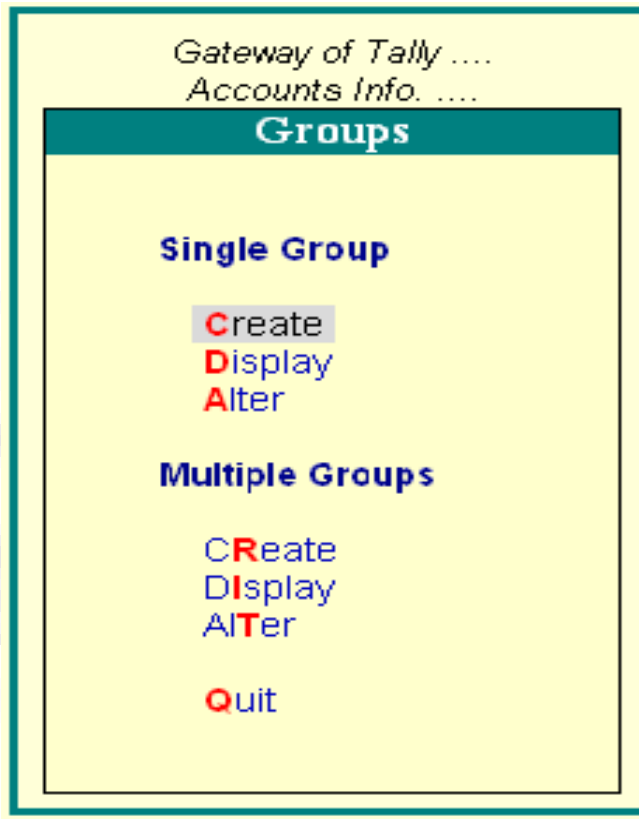 Gateway of Tally ....
Accounts Info. ....
Groups
Single Group
Create
Display
Alter
Multiple Groups
CReate
DIsplay
AlTer
Quit